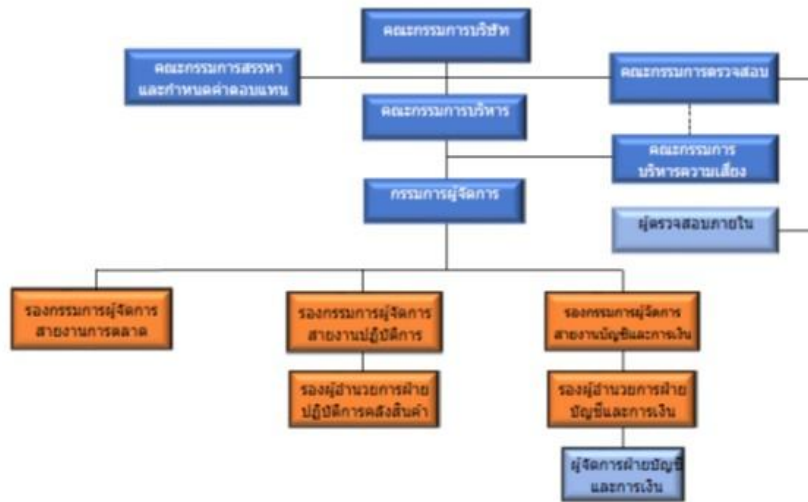 คณะกรรมการบริษัท
คณะกรรมการสรรหา
และกำหนดค่าตอบแทน
คณะกรรมการตรวจสอบ
คณะกรรมการบริหาร
คณะกรรมการ
บริหารความเสี่ยง
กรรมการผู้จัดการ
ผู้ตรวจสอบภายใน
รองกรรมการผู้จัดการ
สายงานการตลาด
รองกรรมการผู้จัดการ
สายงานปฏิบัติการ
รองกรรมการผู้จัดการ
สายงานบัญชีและการเงิน
รองผู้อำนวยการฝ่าย
ปฏิบัติการคลังสินค้า
รองผู้อำนวยการฝ่าย
บัญชีและการเงิน
ผู้จัดการฝ่ายบัญชี
และการเงิน